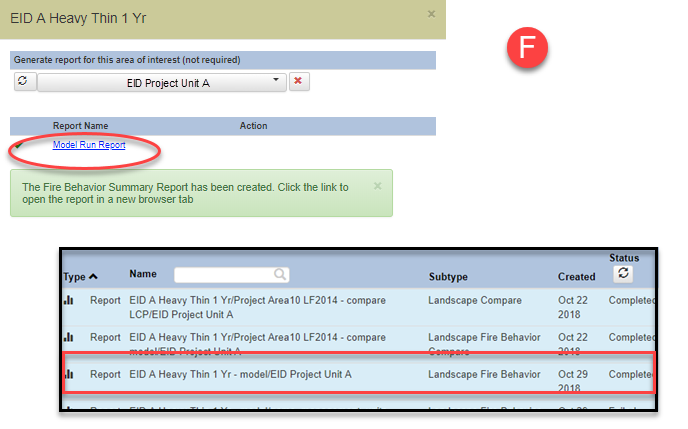 EID A Heavy Thin 1 Yr
×
F
Generate report for this area of interest (not required)
EID Project Unit A
Report Name Action
Model Run Report
The Fire Behavior Summary Report has been created. Click the link to
open the report in a new browser tab
×
Status
Type Name Subtype Created
Report EID A Heavy Thin 1 Yr/Project Area10 LF2014 - compare Landscape Compare Oct 22 Completed
LCP/EID Project Unit A 2018
Report EID A Heavy Thin 1 Yr/Project Area10 LF2014 - compare Landscape Fire Behavior Oct 22 Completed
model/EID Project Unit A Compare 2018
Report EID A Heavy Thin 1 Yr - model/EID Project Unit A Landscape Fire Behavior Oct 29 Completed
2018